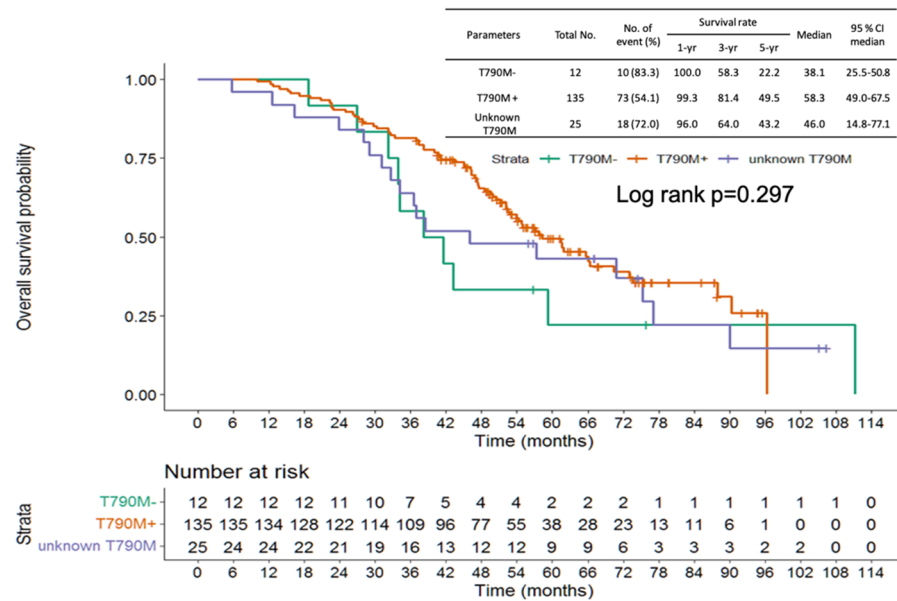 Parameters Total No. No. of event (%) Survival rate Median 95 % CI median
1-yr 3-yr 5-yr
T790M- 12 10 (83.3) 100.0 58.3 22.2 38.1 25.5-50.8
T790M + 135 73 (54.1) 99.3 81.4 49.5 58.3 49.0-67.5
Unknown T790M 25 18 (72.0) 96.0 64.0 43.2 46.0 14.8-77.1
Strata T790M- T790M+ unknown T790M
Log rank p=0.297
Overall survival probability
1.00
0.75
0.50
0.25
0.00
0 6 12 18 24 30 36 42 48 54 60 66 72 78 84 90 96 102 108 114
Time (months)
Number at risk
Strata
T790M- 12 12 12 12 11 10 7 5 4 4 2 2 2 1 1 1 1 1 1 0
T790M+ 135 135 134 128 122 114 109 96 77 55 38 28 23 13 11 6 1 0 0 0
unknown T790M 25 24 24 22 21 19 16 13 12 12 9 9 6 3 3 3 2 2 0 0
0 6 12 18 24 30 36 42 48 54 60 66 72 78 84 90 96 102 108 114
Time (months)